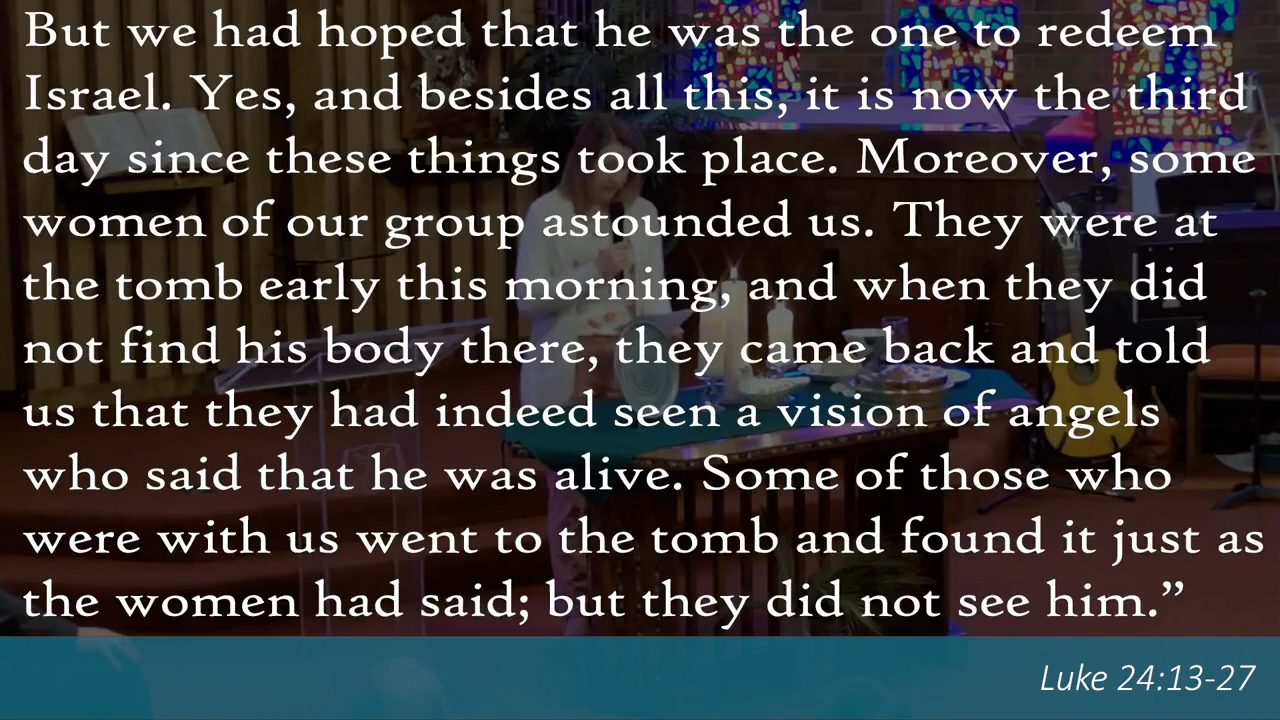 But we had hoped that he was the one to redeem
Israel. Yes, and besides all this, it is now the third
day since these things took place. Moreover, some
women of our group astounded us. They were at
the tomb early this morning, and when they did
not find his body there, they came back and told
us that they had indeed seen a vision of angels
who said that he was alive. Some of those who
were with us went to the tomb and found it just as
the women had said; but they did not see him.”
Luke 24:13-27